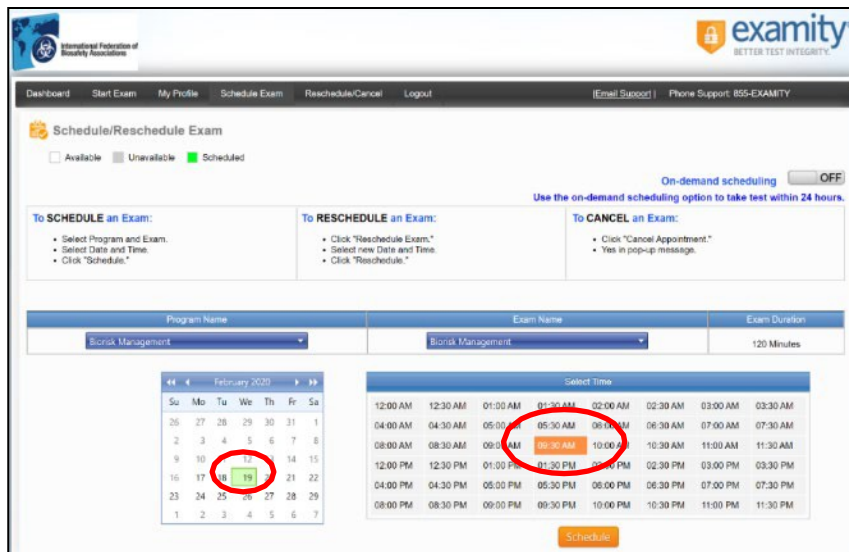 International Federation of
Biosafety Associations
examity
BETTER TEST INTEGRITY.
Dashboard Start Exam My Profile Schedule Exam Reschedule/Cancel Logout |Email Support| Phone Support: 855-EXAMITY
Schedule/Reschedule Exam
Available Unavailable Scheduled
On-demand scheduling OFF
Use the on-demand scheduling option to take test within 24 hours.
To SCHEDULE an Exam:
• Select Program and Exam.
• Select Date and Time.
• Click "Schedule."
To RESCHEDULE an Exam:
• Click "Reschedule Exam."
• Select new Date and Time.
• Click "Reschedule."
To CANCEL an Exam:
• Click "Cancel Appointment."
• Yes in pop-up message.
Program Name Exam Name Exam Duration
Biorisk Management Biorisk Management 120 Minutes
February 2020
Su Mo Tu We Th Fr Sa
26 27 28 29 30 31 1
2 3 4 5 6 7 8
9 10 12 13 14 15
16 17 18 19 21 22
23 24 25 26 27 28 29
1 2 3 4 5 6 7
Select Time
12:00 AM 12:30 AM 01:00 AM 01:30 AM 02:00 AM 02:30 AM 03:00 AM 03:30 AM
04:00 AM 04:30 AM 05:00 AM 05:30 AM 06:00 AM 06:30 AM 07:00 AM 07:30 AM
08:00 AM 08:30 AM 09:00 AM 09:30 AM 10:00 AM 10:30 AM 11:00 AM 11:30 AM
12:00 PM 12:30 PM 01:00 PM 01:30 PM 02:00 PM 02:30 PM 03:00 PM 03:30 PM
04:00 PM 04:30 PM 05:00 PM 05:30 PM 06:00 PM 06:30 PM 07:00 PM 07:30 PM
08:00 PM 08:30 PM 09:00 PM 09:30 PM 10:00 PM 10:30 PM 11:00 PM 11:30 PM
Schedule